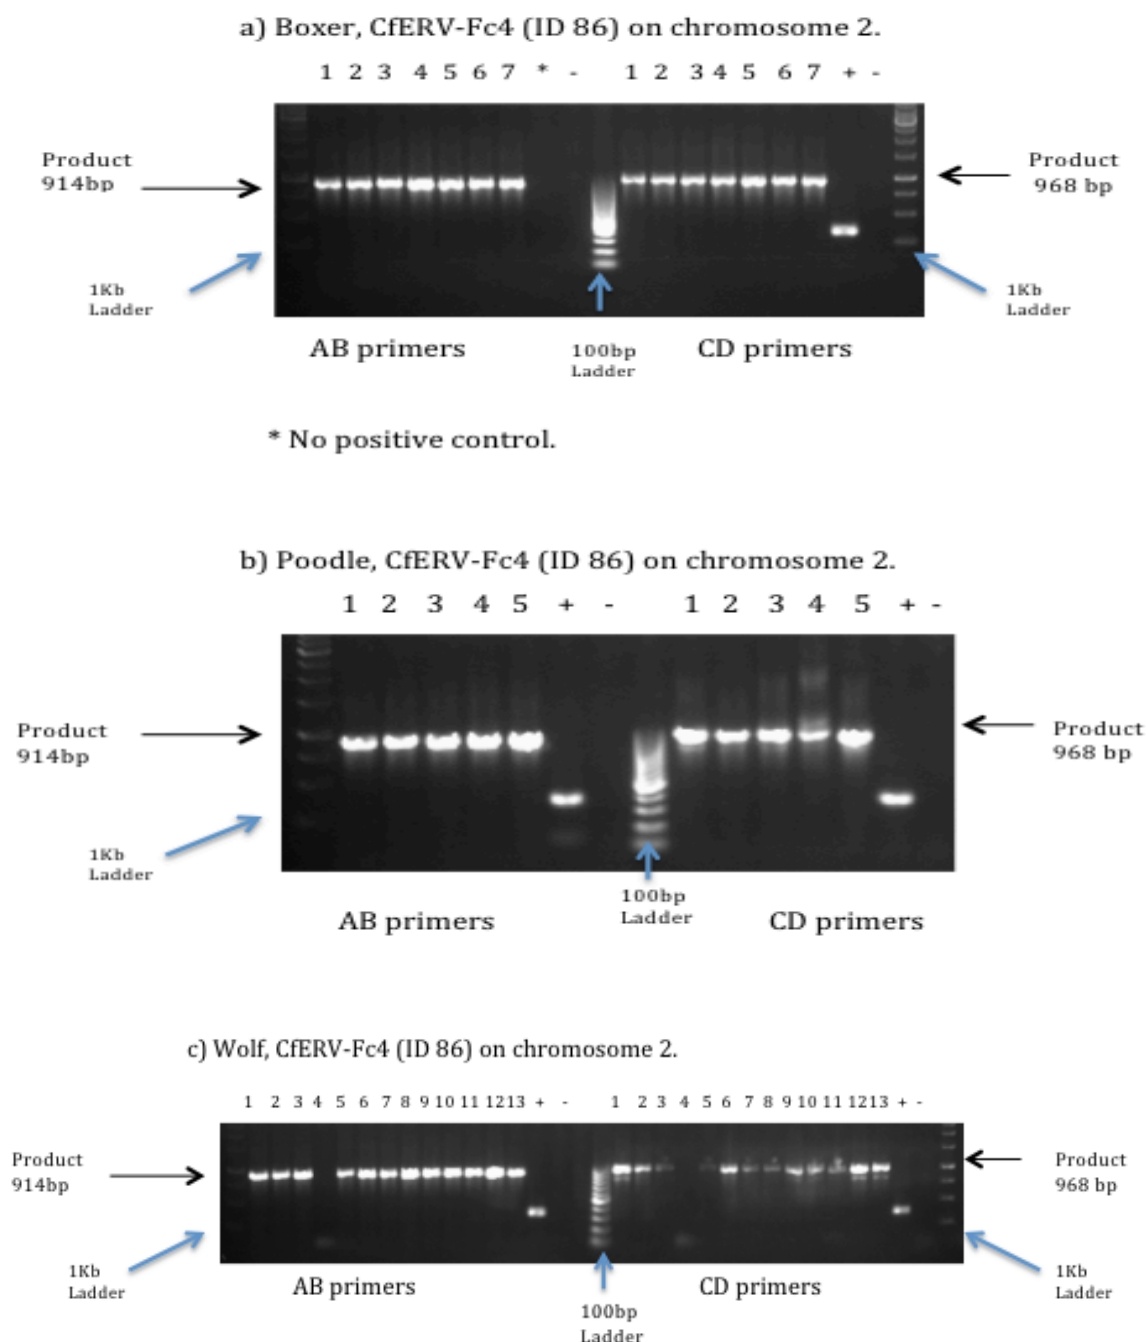 a) Boxer, CfERV-Fc4 (ID 86) on chromosome 2.
1 2 3 4 5 6 7 * - 1 2 3 4 5 6 7 + -
Product
914bp
Product
968 bp
1Kb
Ladder
1Kb
Ladder
AB primers
100bp
Ladder
CD primers
* No positive control.
b) Poodle, CfERV-Fc4 (ID 86) on chromosome 2.
1 2 3 4 5 + - 1 2 3 4 5 + -
Product
914bp
Product
968 bp
1Kb
Ladder
100bp
Ladder
AB primers
CD primers
c) Wolf, CfERV-Fc4 (ID 86) on chromosome 2.
1 2 3 4 5 6 7 8 9 10 11 12 13 + - 1 2 3 4 5 6 7 8 9 10 11 12 13 + -
Product
914bp
Product
968 bp
1Kb
Ladder
1Kb
Ladder
AB primers
100bp
Ladder
CD primers